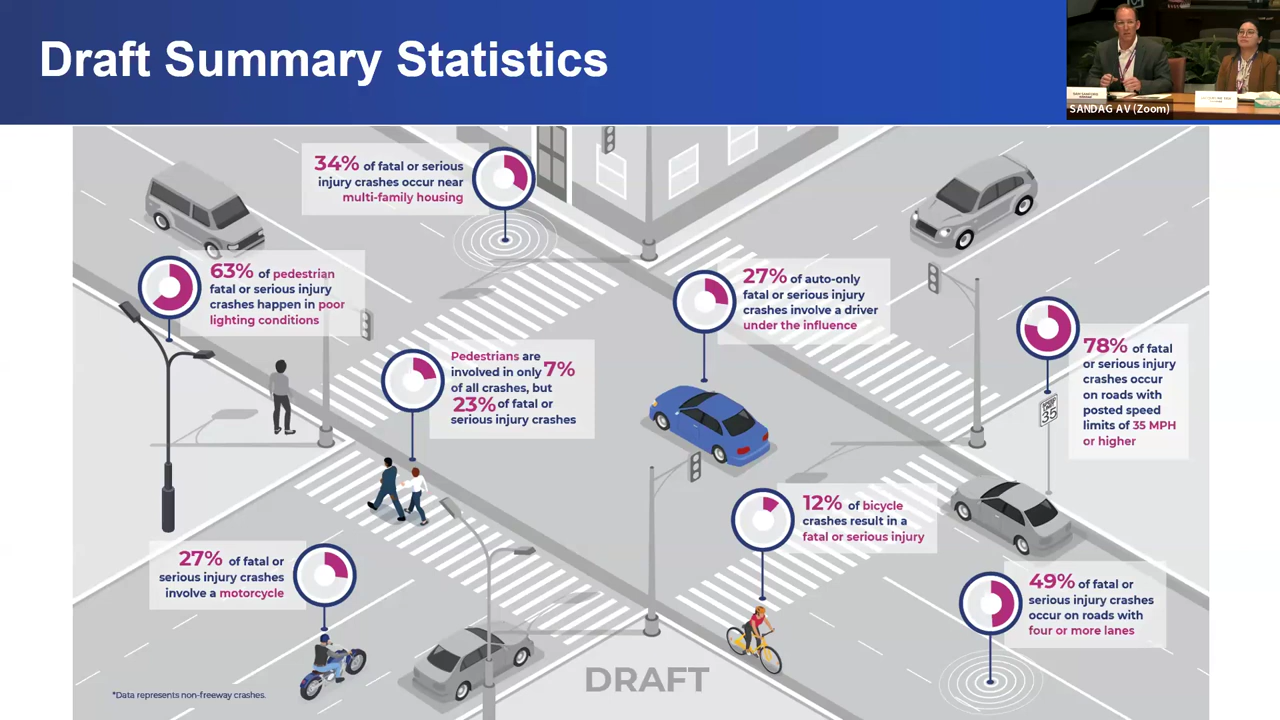 Draft Summary Statistics
SANDAG AV (Zoom)
34% of fatal or serious
injury crashes occur near
multi-family housing
63% of pedestrian
fatal or serious injury
crashes happen in poor
lighting conditions
27% of auto-only
fatal or serious injury
crashes involve a driver
under the influence
Pedestrians are
involved in only 7%
of all crashes, but
23% of fatal or
serious injury crashes
78% of fatal
or serious injury
crashes occur
on roads with
posted speed
limits of 35 MPH
or higher
35
12% of bicycle
crashes result in a
fatal or serious injury
27% of fatal or
serious injury crashes
involve a motorcycle
49% of fatal or
serious injury crashes
occur on roads with
four or more lanes
DRAFT
*Data represents non-freeway crashes.